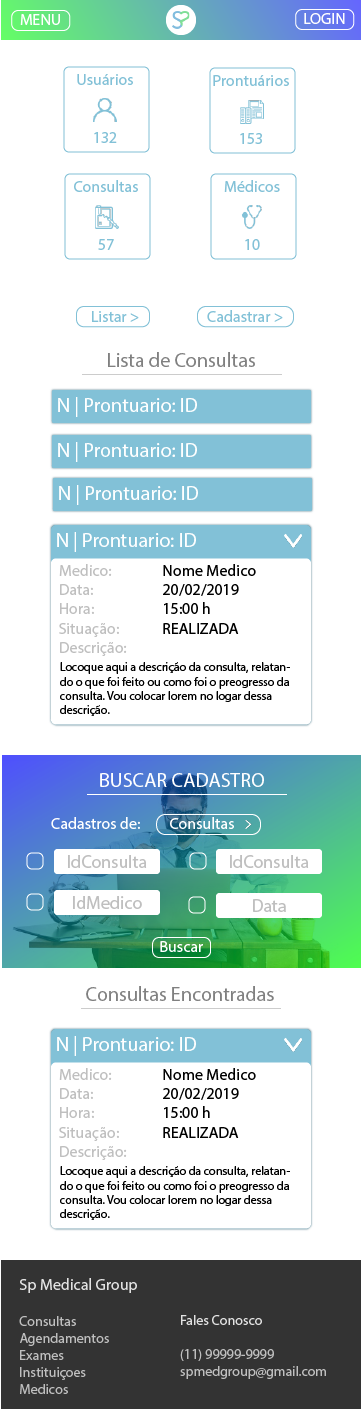 MENU
SP
LOGIN
Usuários
132
Prontuários
153
Consultas
57
Médicos
10
Listar >
Cadastrar >
Lista de Consultas
N | Prontuario: ID
N | Prontuario: ID
N | Prontuario: ID
N | Prontuario: ID
Medico: Nome Medico
Data: 20/02/2019
Hora: 15:00 h
Situação: REALIZADA
Descrição:
Locoque aqui a descrição da consulta, relatan-
do o que foi feito ou como foi o preogresso da
consulta. Vou colocar lorem no logar dessa
descrição.
BUSCAR CADASTRO
Cadastros de: Consultas >
IdConsulta IdConsulta
IdMedico Data
Buscar
Consultas Encontradas
N | Prontuario: ID
Medico: Nome Medico
Data: 20/02/2019
Hora: 15:00 h
Situação: REALIZADA
Descrição:
Locoque aqui a descrição da consulta, relatan-
do o que foi feito ou como foi o preogresso da
consulta. Vou colocar lorem no logar dessa
descrição.
Sp Medical Group
Consultas
Agendamentos
Exames
Instituiçoes
Medicos
Fales Conosco
(11) 99999-9999
spmedgroup@gmail.com